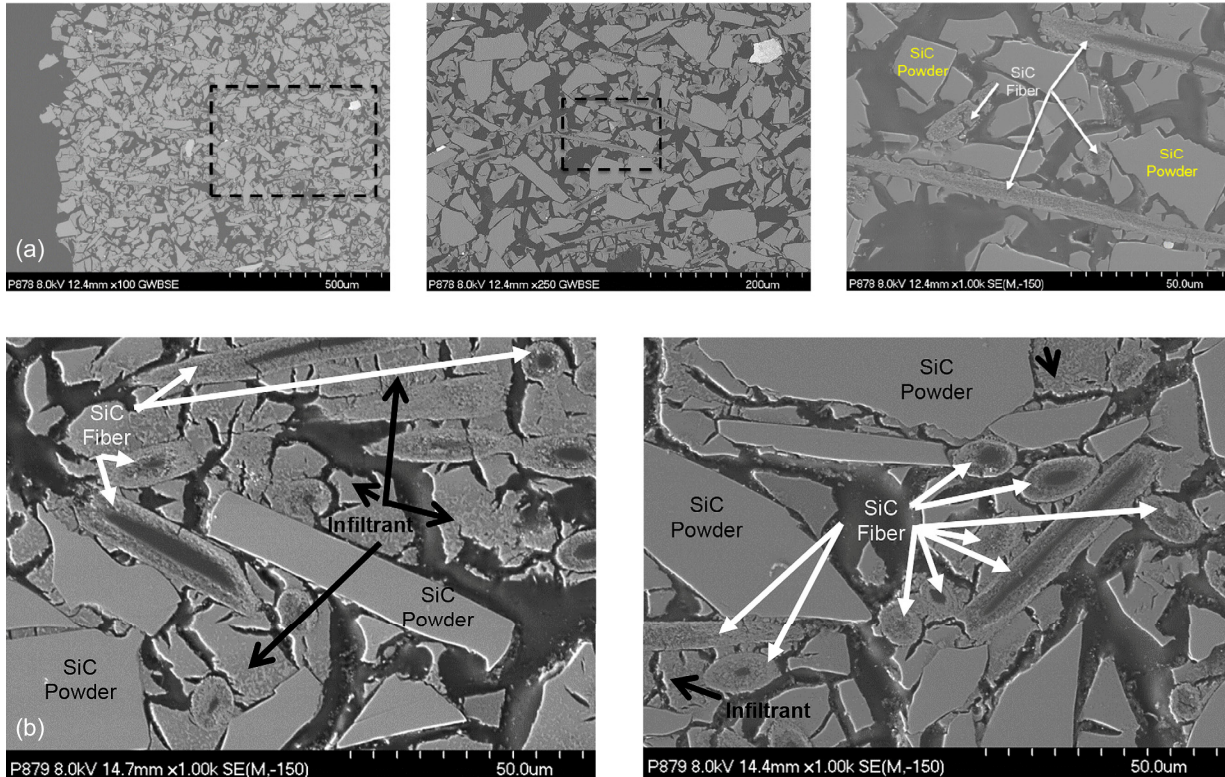 (a)
P878 8.0kV 12.4mm x100 GWBSE
500um
P878 8.0kV 12.4mm x250 GWBSE
200um
SiC
Powder
SiC
Fiber
SiC
Powder
P878 8.0kV 12.4mm x1.00k SE(M,-150)
50.0um
SiC
Fiber
Infiltrant
SiC
Powder
SiC
Powder
(b)
P879 8.0kV 14.7mm x1.00k SE(M,-150)
50.0um
SiC
Powder
SiC
Powder
SiC
Fiber
Infiltrant
P879 8.0kV 14.4mm x1.00k SE(M,-150)
50.0um